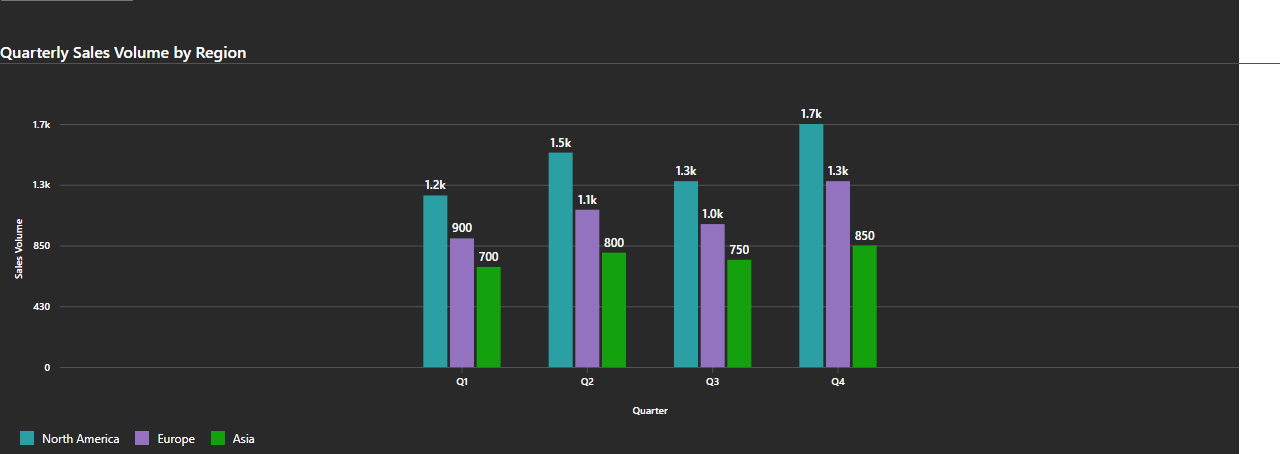 Quarterly Sales Volume by Region
1.7k
1.3k
850
430
0
Sales Volume
1.2k
900
700
1.5k
1.1k
800
1.3k
1.0k
750
1.7k
1.3k
850
Q1
Q2
Q3
Q4
Quarter
North America
Europe
Asia